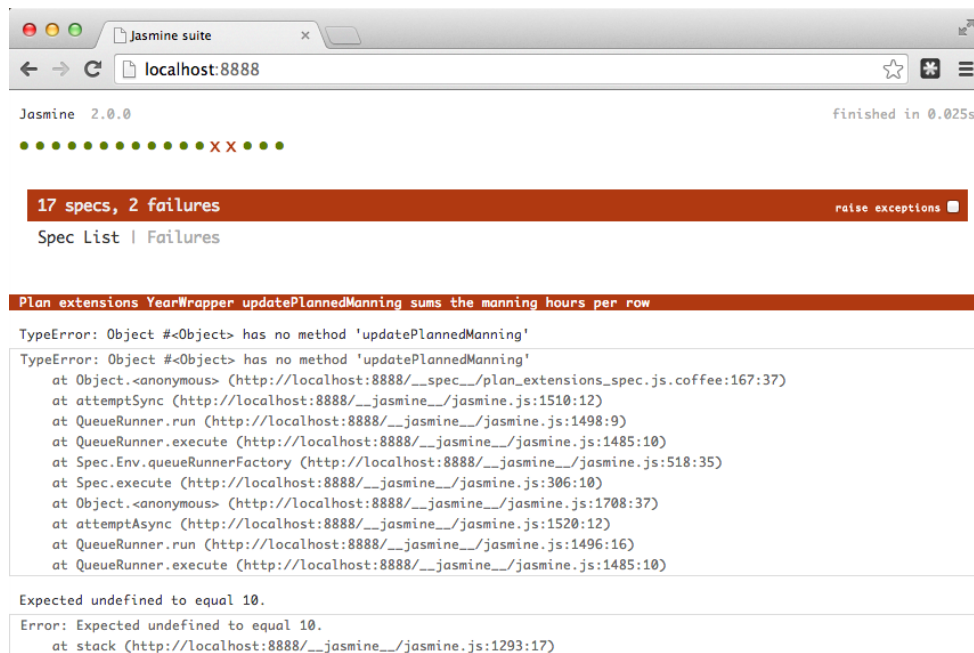 Jasmine suite
localhost:8888
Jasmine 2.0.0 finished in 0.025s
17 specs, 2 failures raise exceptions
Spec List | Failures
Plan extensions YearWrapper updatePlannedManning sums the manning hours per row
TypeError: Object #<Object> has no method 'updatePlannedManning'
TypeError: Object #<Object> has no method 'updatePlannedManning'
at Object.<anonymous> (http://localhost:8888/__spec__/plan_extensions_spec.js.coffee:167:37)
at attemptSync (http://localhost:8888/__jasmine__/jasmine.js:1510:12)
at QueueRunner.run (http://localhost:8888/__jasmine__/jasmine.js:1498:9)
at QueueRunner.execute (http://localhost:8888/__jasmine__/jasmine.js:1485:10)
at Spec.Env.queueRunnerFactory (http://localhost:8888/__jasmine__/jasmine.js:518:35)
at Spec.execute (http://localhost:8888/__jasmine__/jasmine.js:306:10)
at Object.<anonymous> (http://localhost:8888/__jasmine__/jasmine.js:1708:37)
at attemptAsync (http://localhost:8888/__jasmine__/jasmine.js:1520:12)
at QueueRunner.run (http://localhost:8888/__jasmine__/jasmine.js:1496:16)
at QueueRunner.execute (http://localhost:8888/__jasmine__/jasmine.js:1485:10)
Expected undefined to equal 10.
Error: Expected undefined to equal 10.
at stack (http://localhost:8888/__jasmine__/jasmine.js:1293:17)